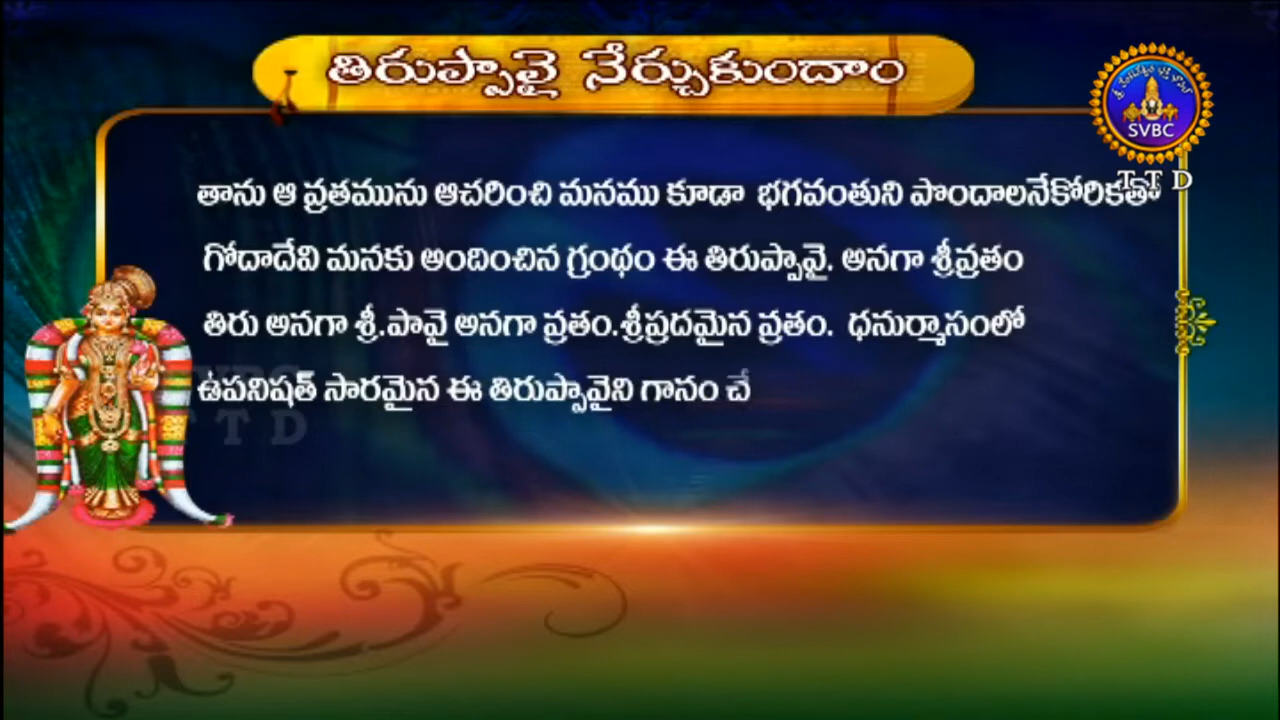 తిరుప్పావై నేర్చుకుందాం
SVBC
T T D
తాను ఆ వ్రతమును ఆచరించి మనము కూడా భగవంతుని పొందాలనేకోరికతో
గోదాదేవి మనకు అందించిన గ్రంథం ఈ తిరుప్పావై. అనగా శ్రీవ్రతం
తిరు అనగా శ్రీ.పావై అనగా వ్రతం.శ్రీప్రదమైన వ్రతం. ధనుర్మాసంలో
ఉపనిషత్ సారమైన ఈ తిరుప్పావైని గానం చే
T T D